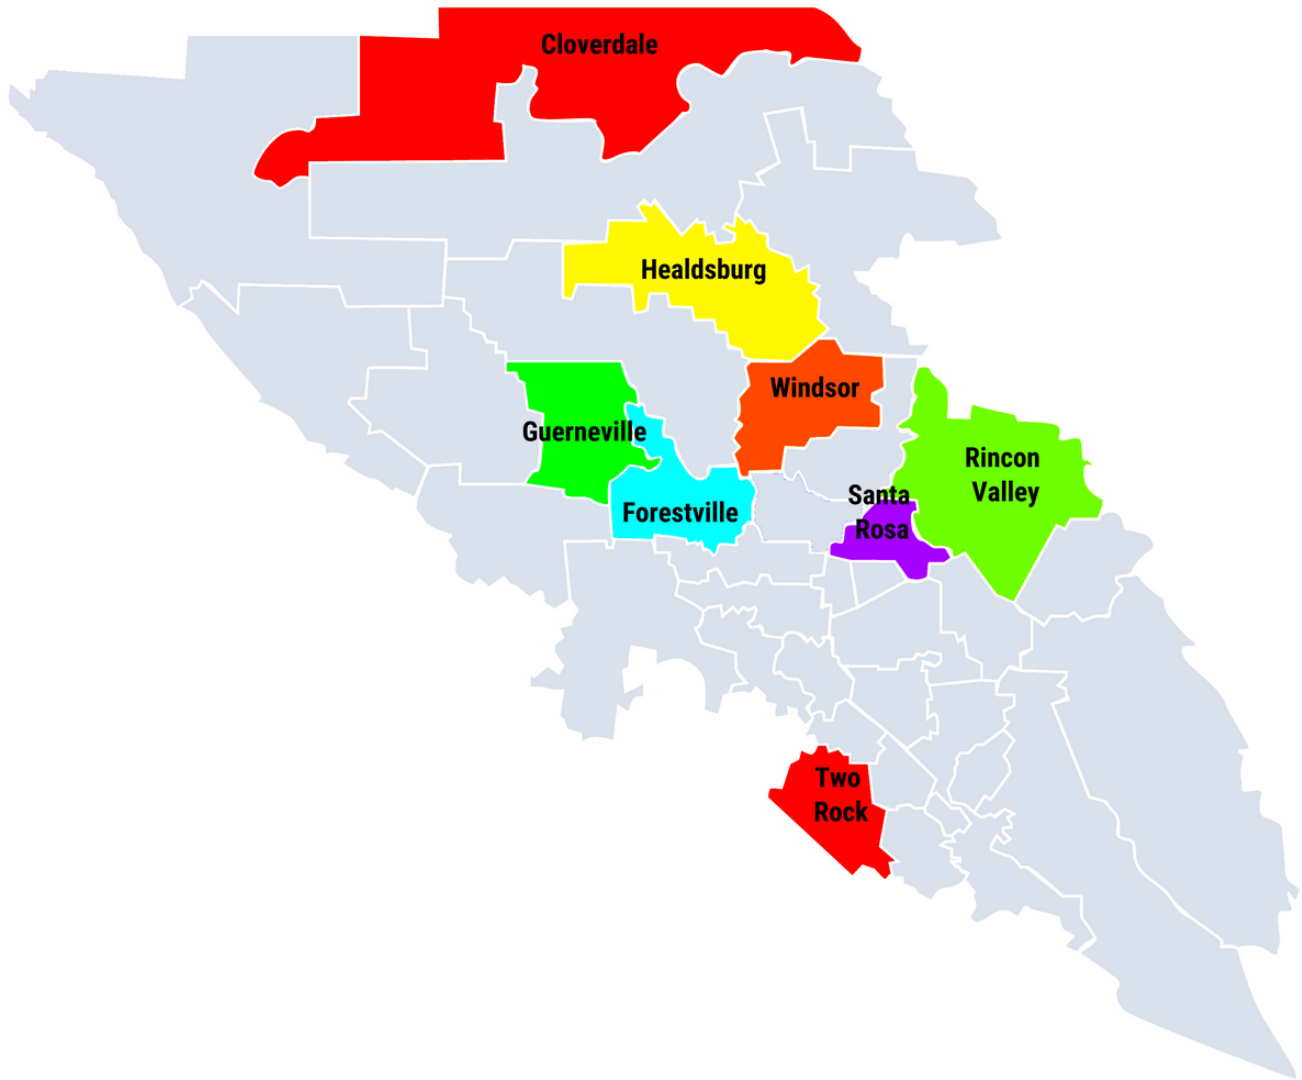 Cloverdale
Healdsburg
Windsor
Guerneville
Rincon
Valley
Santa
Rosa
Forestville
Two
Rock